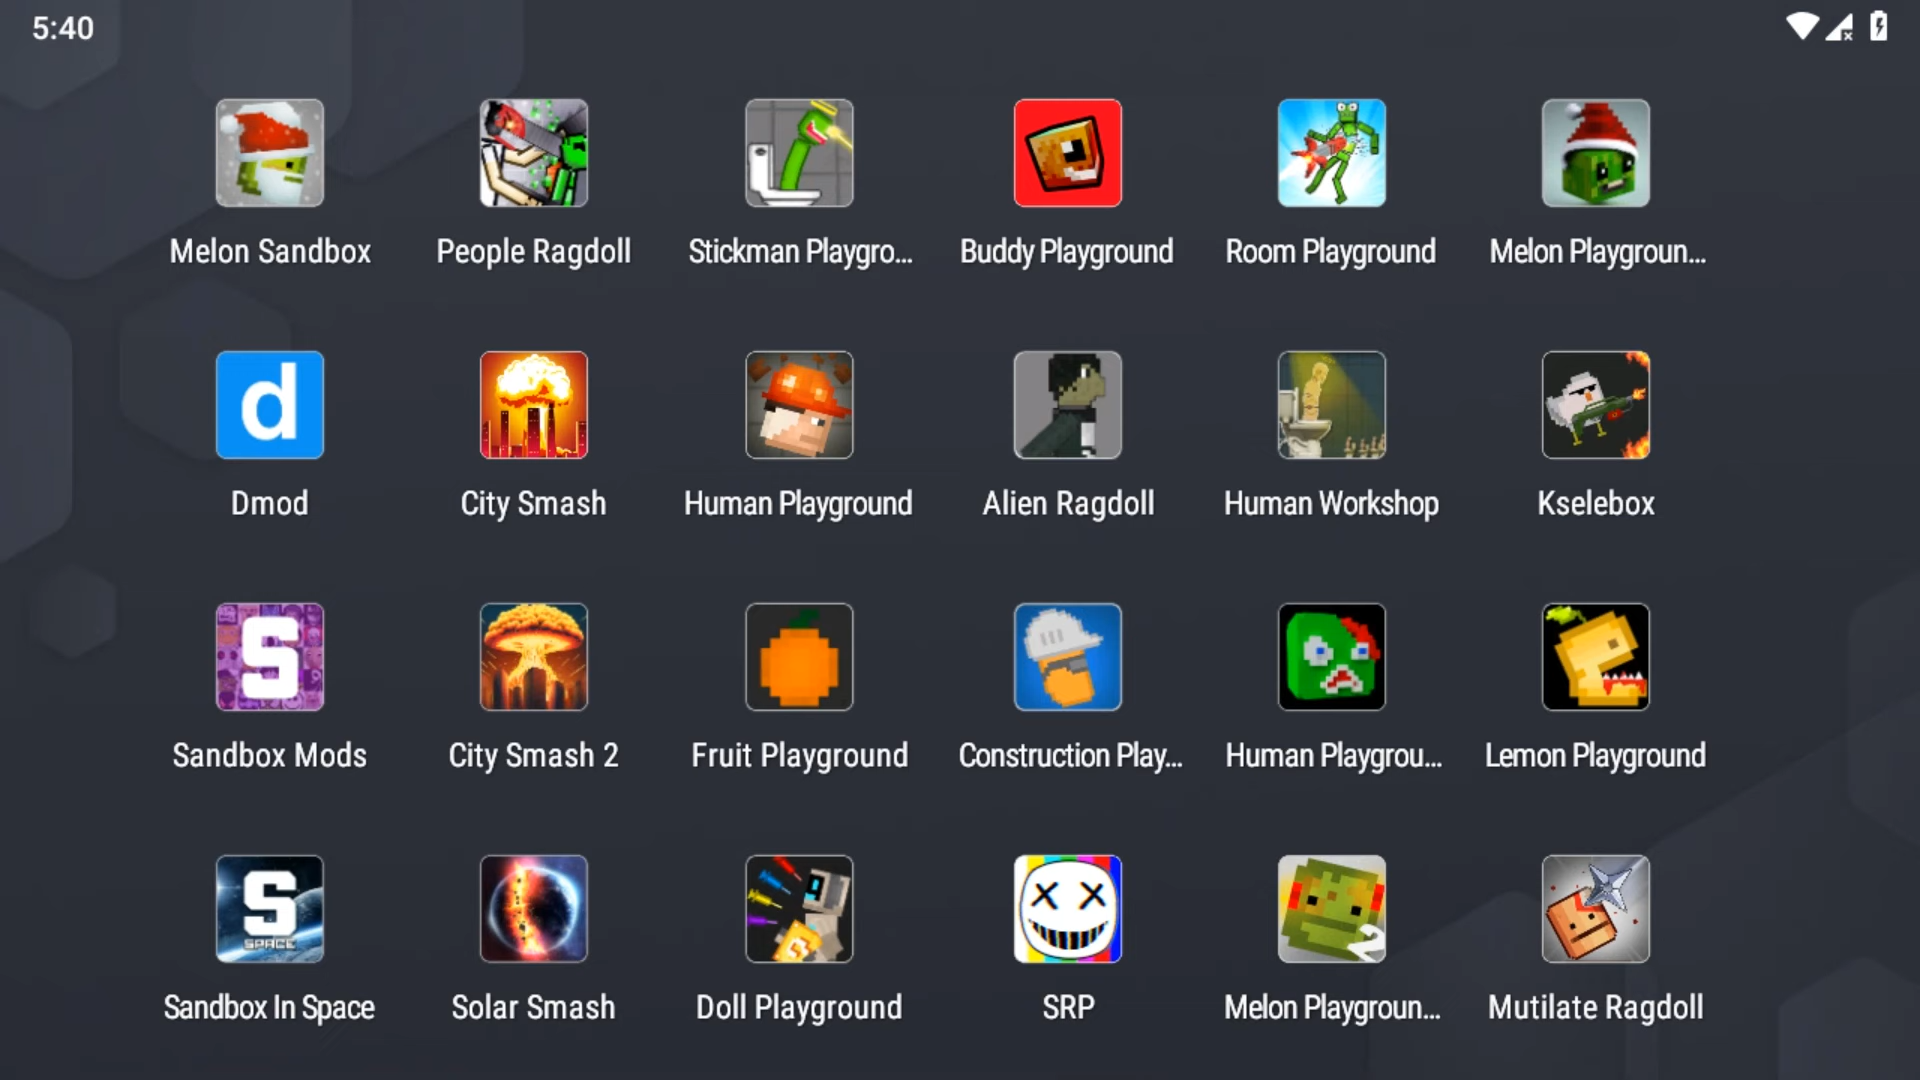 5:40
Melon Sandbox
People Ragdoll
Stickman Playgro...
Buddy Playground
Room Playground
Melon Playgroun...
d
Dmod
City Smash
Human Playground
Alien Ragdoll
Human Workshop
Kselebox
S
Sandbox Mods
City Smash 2
Fruit Playground
Construction Play...
Human Playgrou...
Lemon Playground
S
SPACE
2
Sandbox In Space
Solar Smash
Doll Playground
SRP
Melon Playgroun...
Mutilate Ragdoll